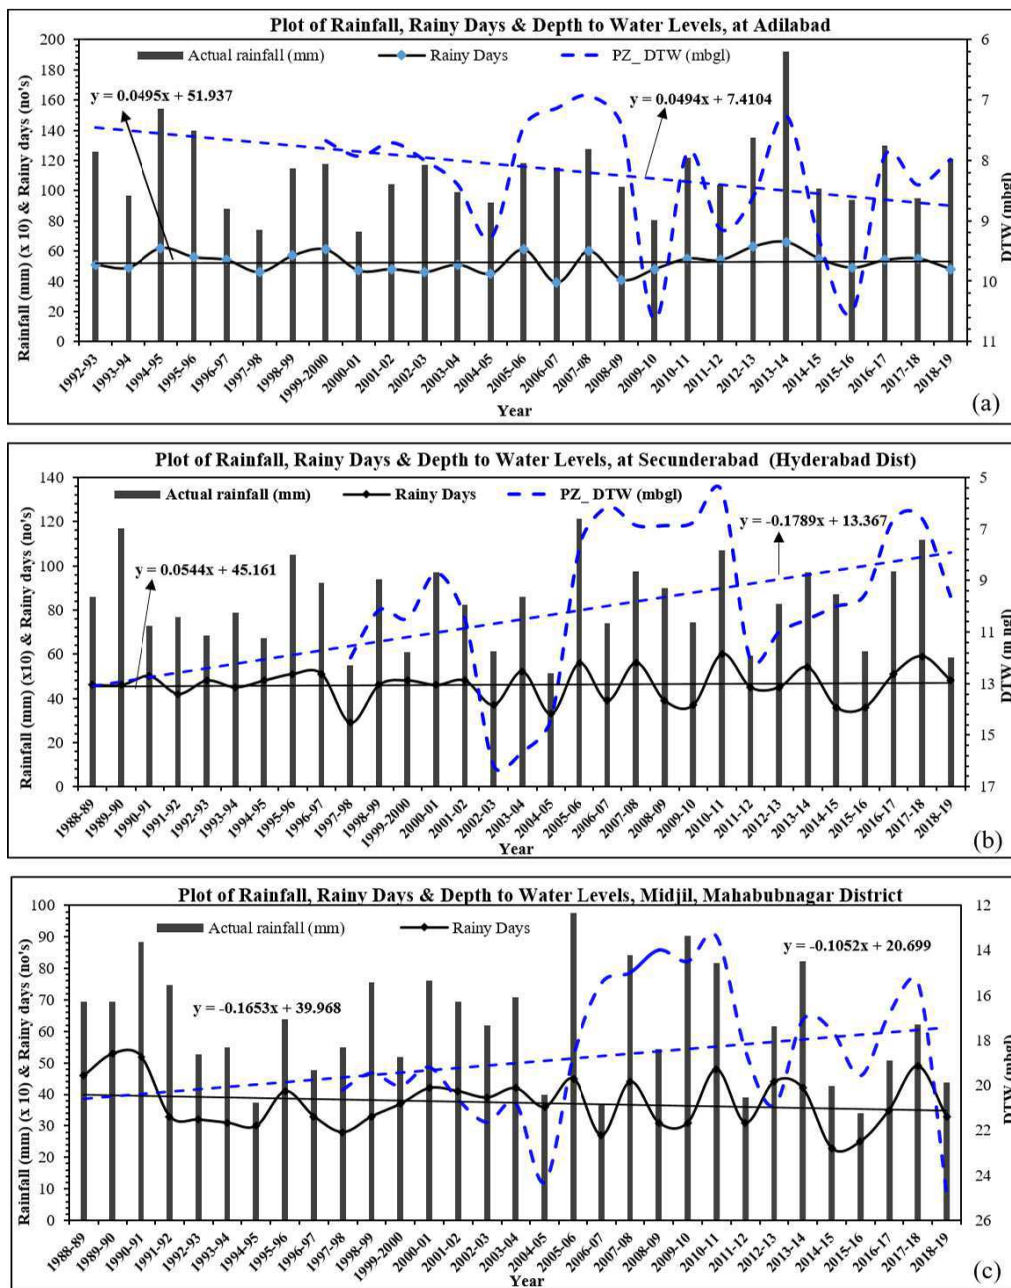 Plot of Rainfall, Rainy Days & Depth to Water Levels, at Adilabad
Actual rainfall (mm) Rainy Days PZ_ DTW (mbgl)
y = 0.0495x + 51.937
y = 0.0494x + 7.4104
Rainfall (mm) (x 10) & Rainy days (no's)
200
180
160
140
120
100
80
60
40
20
0
6
7
8
9
10
11
DTW (mbgl)
1992-93 1993-94 1994-95 1995-96 1996-97 1997-98 1998-99 1999-2000 2000-01 2001-02 2002-03 2003-04 2004-05 2005-06 2006-07 2007-08 2008-09 2009-10 2010-11 2011-12 2012-13 2013-14 2014-15 2015-16 2016-17 2017-18 2018-19
Year
(a)
Plot of Rainfall, Rainy Days & Depth to Water Levels, at Secunderabad (Hyderabad Dist)
Actual rainfall (mm) Rainy Days PZ_ DTW (mbgl)
y = 0.0544x + 45.161
y = -0.1789x + 13.367
Rainfall (mm) (x10) & Rainy days (no's)
140
120
100
80
60
40
20
0
5
7
9
11
13
15
17
DTW (m ngl)
1988-89 1989-90 1990-91 1991-92 1992-93 1993-94 1994-95 1995-96 1996-97 1997-98 1998-99 1999-2000 2000-01 2001-02 2002-03 2003-04 2004-05 2005-06 2006-07 2007-08 2008-09 2009-10 2010-11 2011-12 2012-13 2013-14 2014-15 2015-16 2016-17 2017-18 2018-19
Year
(b)
Plot of Rainfall, Rainy Days & Depth to Water Levels, Midjil, Mahabubnagar District
Actual rainfall (mm) Rainy Days
y = -0.1653x + 39.968
y = -0.1052x + 20.699
Rainfall (mm) (x 10) & Rainy days (no's)
100
90
80
70
60
50
40
30
20
10
0
12
14
16
18
20
22
24
26
DTW (mbgl)
1988-89 1989-90 1990-91 1991-92 1992-93 1993-94 1994-95 1995-96 1996-97 1997-98 1998-99 1999-2000 2000-01 2001-02 2002-03 2003-04 2004-05 2005-06 2006-07 2007-08 2008-09 2009-10 2010-11 2011-12 2012-13 2013-14 2014-15 2015-16 2016-17 2017-18 2018-19
Year
(c)